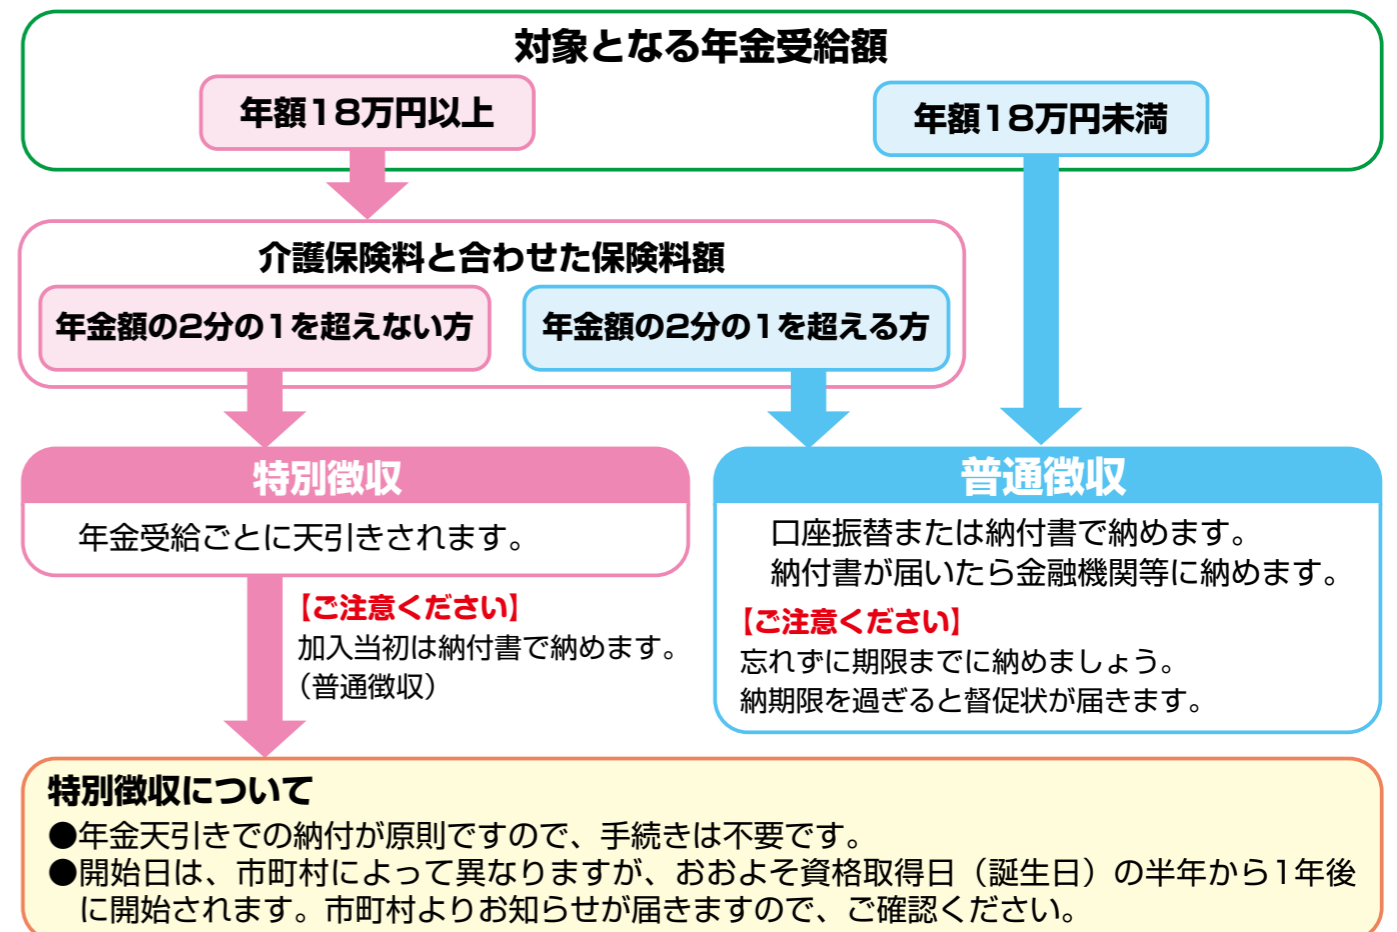 対象となる年金受給額
年額18万円以上
年額18万円未満
介護保険料と合わせた保険料額
年金額の2分の1を超えない方
年金額の2分の1を超える方
特別徴収
年金受給ごとに天引きされます。
【ご注意ください】
加入当初は納付書で納めます。
（普通徴収）
普通徴収
口座振替または納付書で納めます。
納付書が届いたら金融機関等に納めます。
【ご注意ください】
忘れずに期限までに納めましょう。
納期限を過ぎると督促状が届きます。
特別徴収について
●年金天引きでの納付が原則ですので、手続きは不要です。
●開始日は、市町村によって異なりますが、おおよそ資格取得日（誕生日）の半年から1年後
に開始されます。市町村よりお知らせが届きますので、ご確認ください。